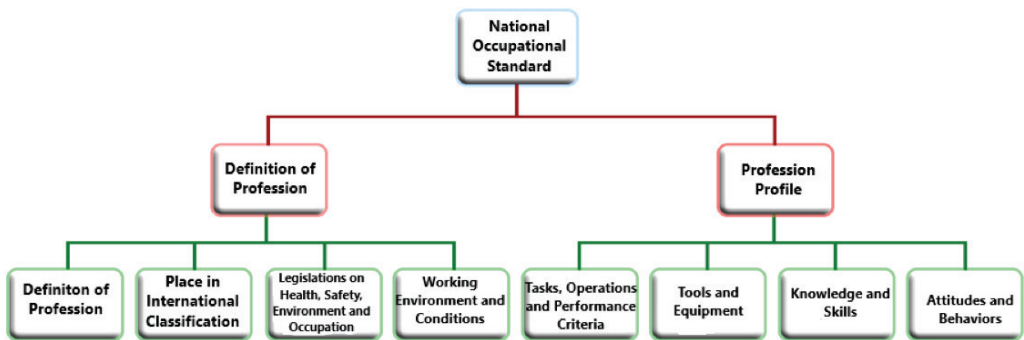 National
Occupational
Standard
Definition of
Profession
Profession
Profile
Definiton of
Profession
Place in
International
Classification
Legislations on
Health, Safety,
Environment and
Occupation
Working
Environment and
Conditions
Tasks, Operations
and Performance
Criteria
Tools and
Equipment
Knowledge and
Skills
Attitudes and
Behaviors